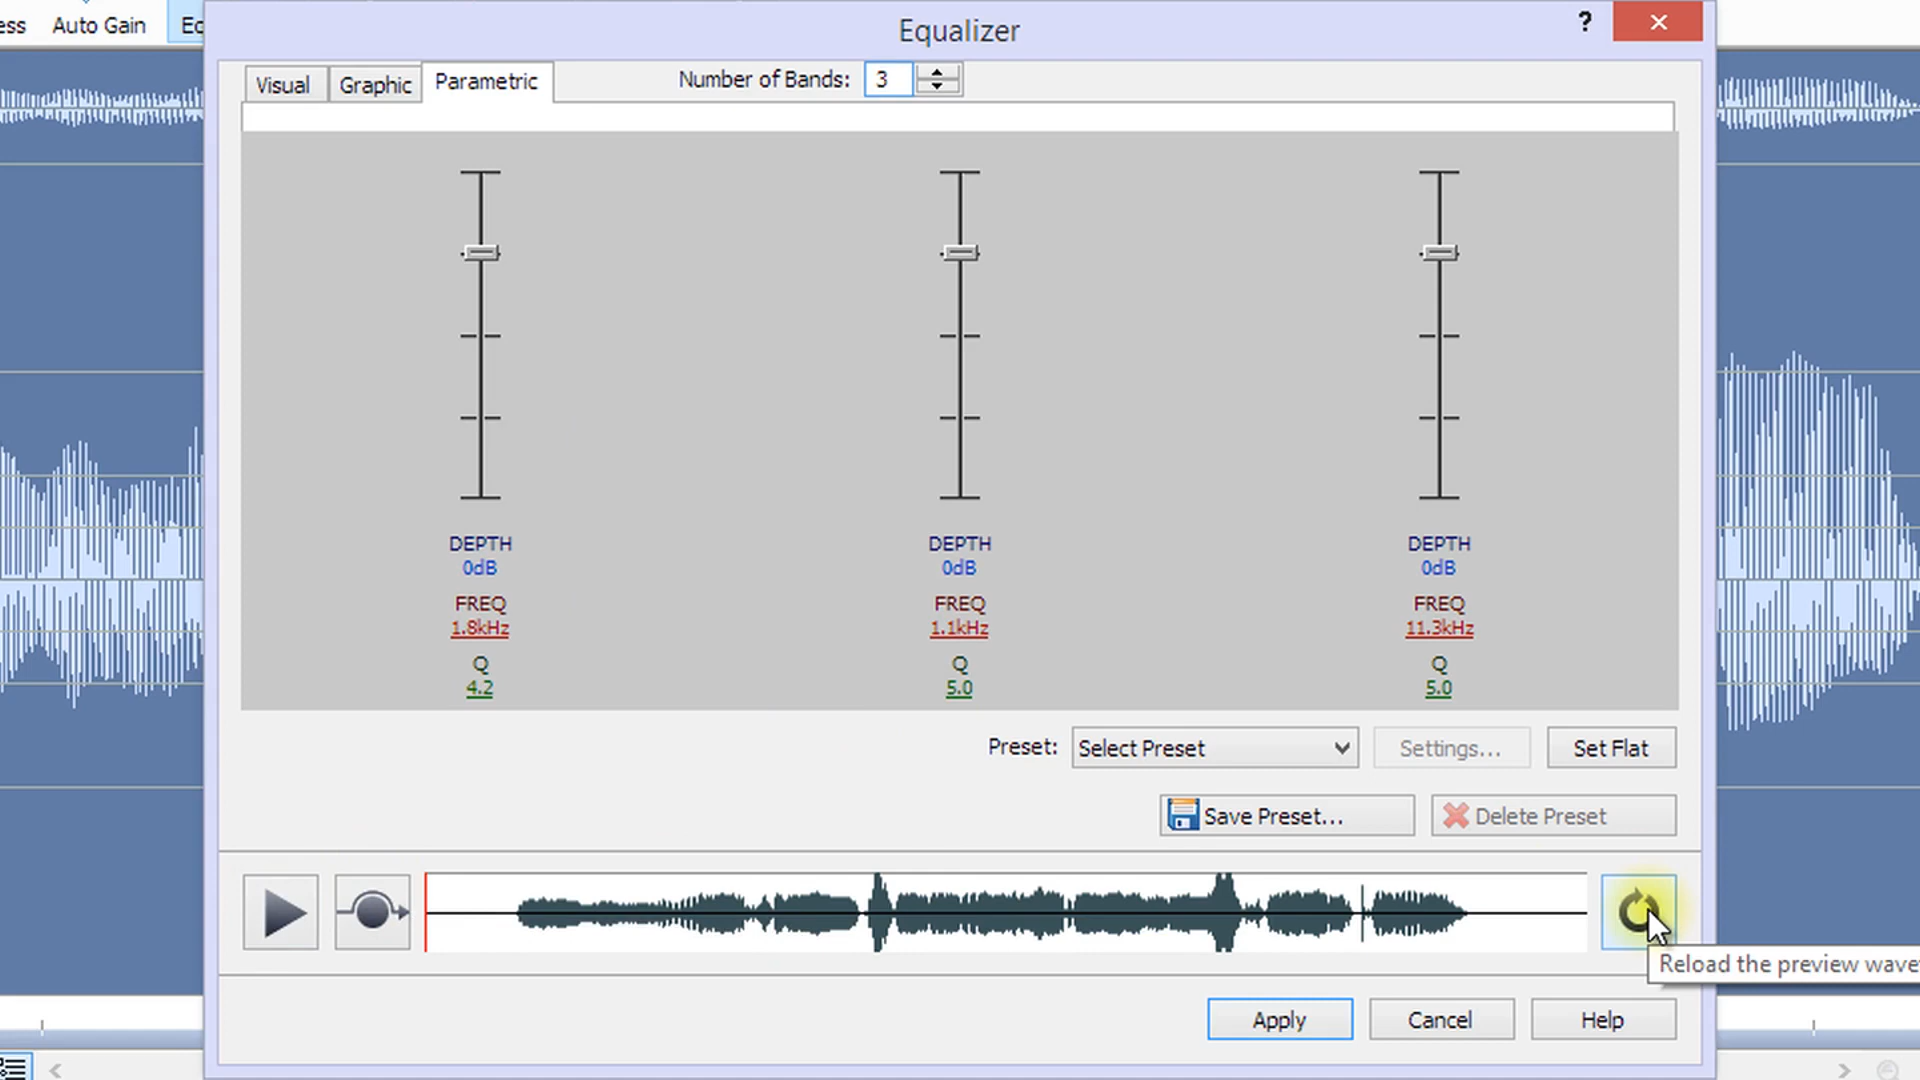 ess Auto Gain Eq
Equalizer
?
Visual Graphic Parametric Number of Bands: 3
DEPTH DEPTH DEPTH
0dB 0dB 0dB
FREQ FREQ FREQ
1.8kHz 1.1kHz 11.3kHz
Q Q Q
4.2 5.0 5.0
Preset: Select Preset Settings... Set Flat
Save Preset... Delete Preset
Reload the preview wave
Apply Cancel Help